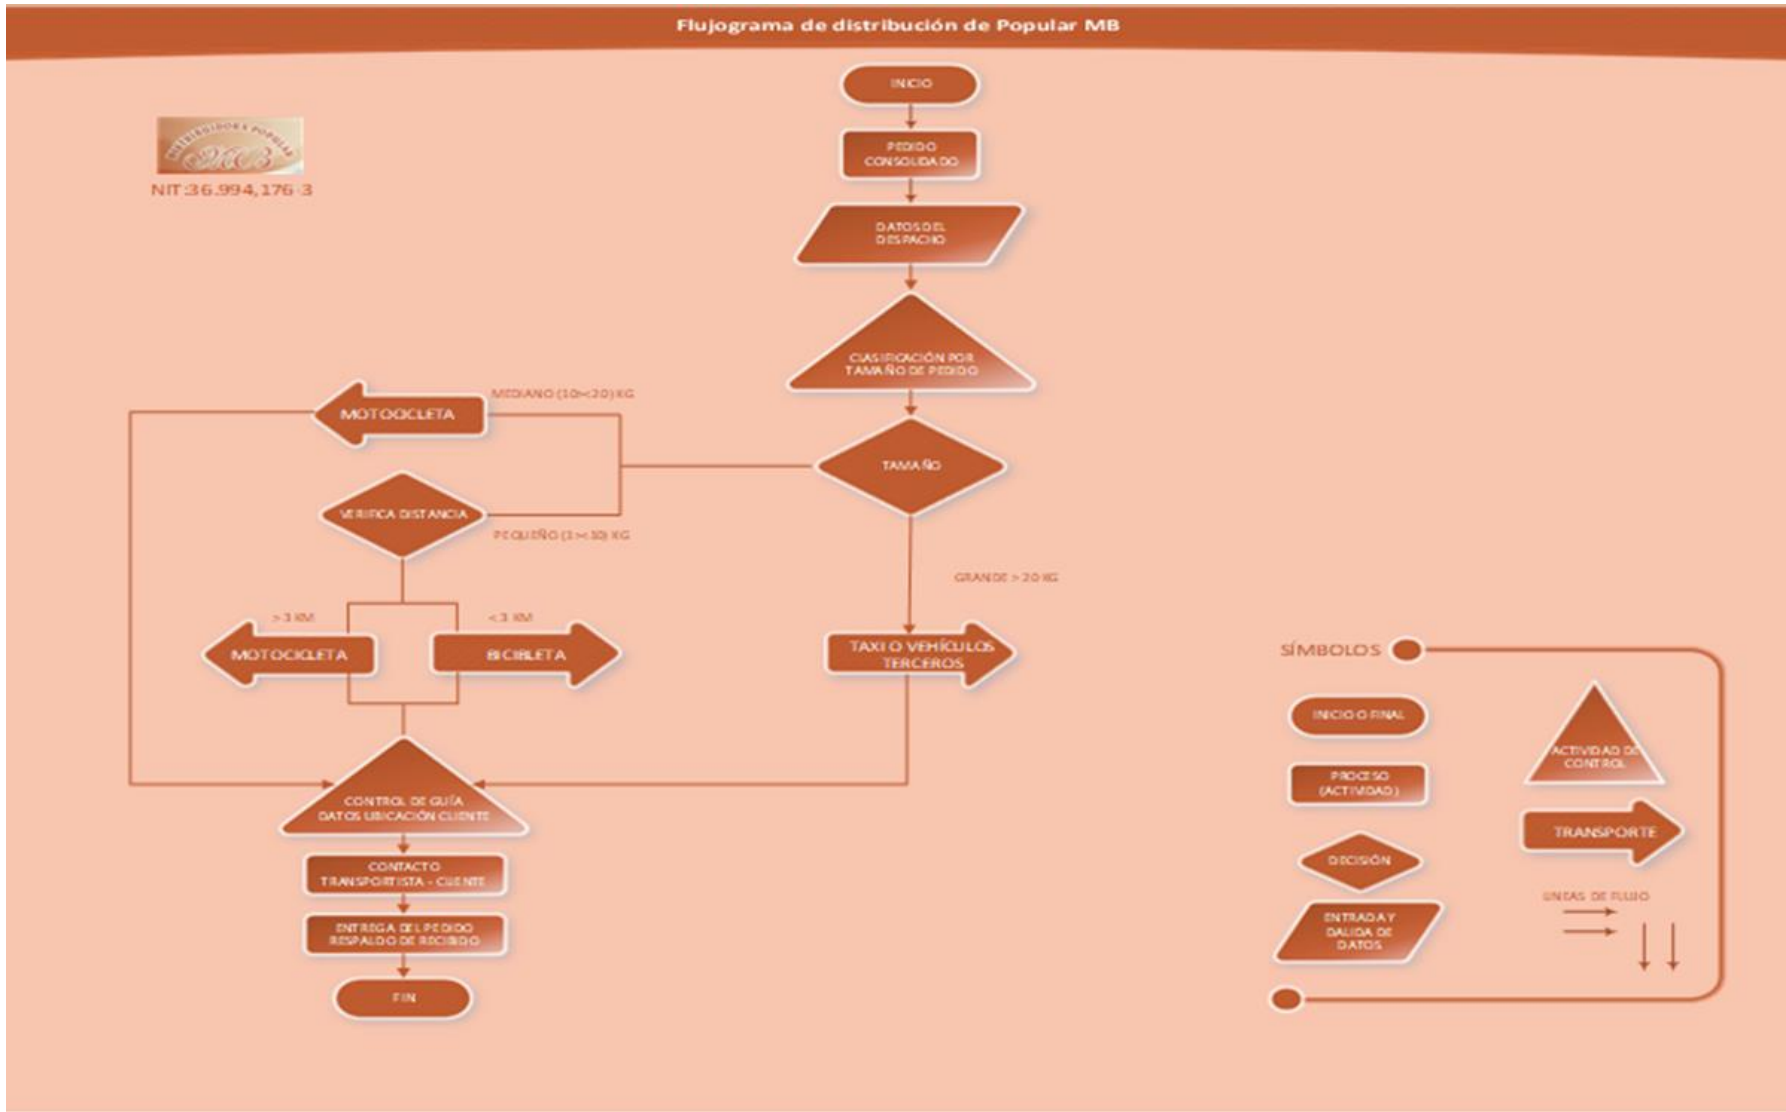 Flujograma de distribución de Popular MB
DISTRIBUIDORA POPULAR
MB
NIT:36.994,176-3
INICIO
PEDIDO
CONSOLIDADO
DATOS DEL
DESPACHO
CLASIFICACIÓN POR
TAMAÑO DE PEDIDO
TAMAÑO
MEDIANO (10><20) KG
MOTOCICLETA
VERIFICA DISTANCIA
PEQUEÑO (1><10) KG
GRANDE > 20 KG
> 3 KM
< 3 KM
MOTOCICLETA
BICIBLETA
TAXI O VEHÍCULOS
TERCEROS
CONTROL DE GUÍA
DATOS UBICACIÓN CLIENTE
CONTACTO
TRANSPORTISTA - CLIENTE
ENTREGA DEL PEDIDO
RESPALDO DE RECIBIDO
FIN
SÍMBOLOS
INICIO O FINAL
PROCESO
(ACTIVIDAD)
DECISIÓN
ENTRADA Y
DALIDA DE
DATOS
ACTIVIDAD DE
CONTROL
TRANSPORTE
LINEAS DE FLUJO